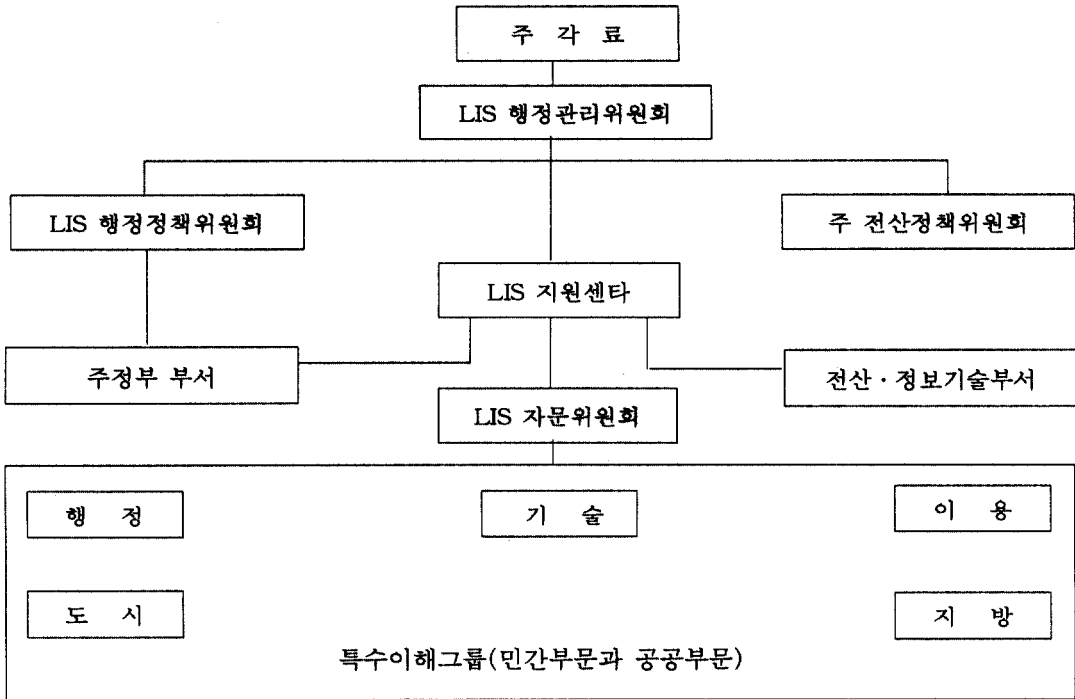 주 각 료
LIS 행정관리위원회
LIS 행정정책위원회
주 전산정책위원회
LIS 지원센타
주정부 부서
전산·정보기술부서
LIS 자문위원회
행 정
기 술
이 용
도 시
지 방
특수이해그룹(민간부문과 공공부문)